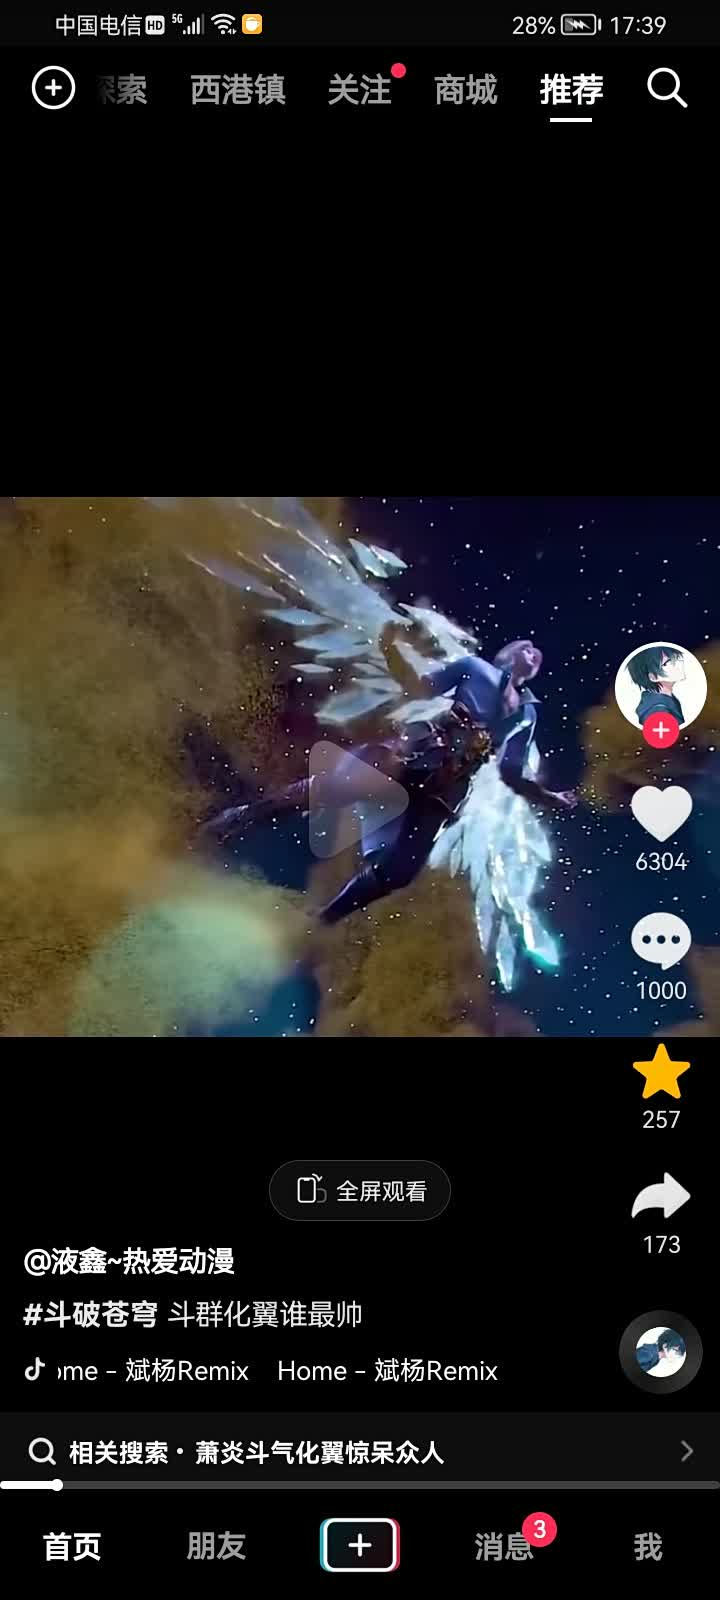 中国电信 HD 5G 28% 17:39
探索 西港镇 关注 商城 推荐
6304
1000
257
全屏观看
173
@液鑫~热爱动漫
#斗破苍穹 斗群化翼谁最帅
ome - 斌杨Remix Home - 斌杨Remix
相关搜索 · 萧炎斗气化翼惊呆众人
首页 朋友 消息 3 我